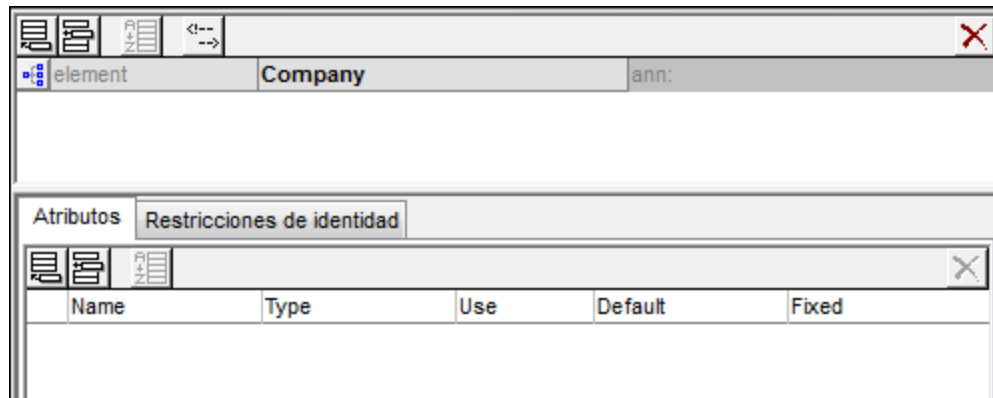 <!--
-->
element Company ann:
Atributos Restricciones de identidad
Name Type Use Default Fixed